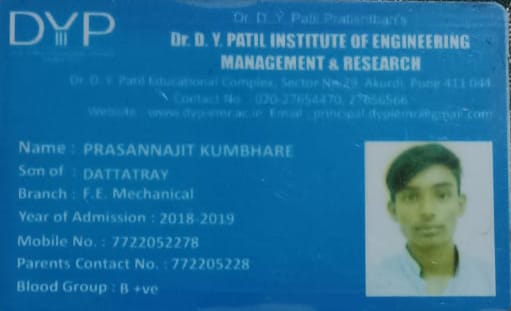 DYP
Dr. D. Y. Patil Pratishthan's
Dr. D. Y. PATIL INSTITUTE OF ENGINEERING
MANAGEMENT & RESEARCH
Dr. D. Y. Patil Educational Complex, Sector No. 29, Akurdi, Pune 411 044
Contact No : 020-27654470, 27656566
Website : www.dypiemr.ac.in Email : principal.dypiemr@gmail.com
Name : PRASANNAJIT KUMBHARE
Son of : DATTATRAY
Branch : F.E. Mechanical
Year of Admission : 2018-2019
Mobile No. : 7722052278
Parents Contact No. : 772205228
Blood Group : B +ve